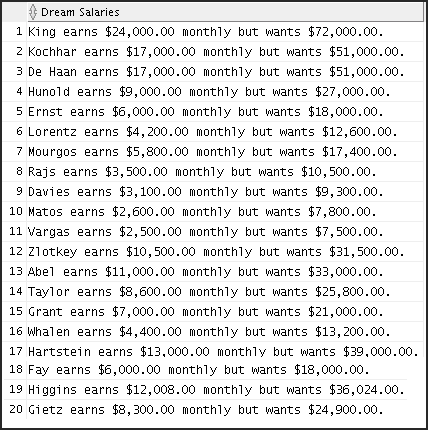 Dream Salaries
1 King earns $24,000.00 monthly but wants $72,000.00.
2 Kochhar earns $17,000.00 monthly but wants $51,000.00.
3 De Haan earns $17,000.00 monthly but wants $51,000.00.
4 Hunold earns $9,000.00 monthly but wants $27,000.00.
5 Ernst earns $6,000.00 monthly but wants $18,000.00.
6 Lorentz earns $4,200.00 monthly but wants $12,600.00.
7 Mourgos earns $5,800.00 monthly but wants $17,400.00.
8 Rajs earns $3,500.00 monthly but wants $10,500.00.
9 Davies earns $3,100.00 monthly but wants $9,300.00.
10 Matos earns $2,600.00 monthly but wants $7,800.00.
11 Vargas earns $2,500.00 monthly but wants $7,500.00.
12 Zlotkey earns $10,500.00 monthly but wants $31,500.00.
13 Abel earns $11,000.00 monthly but wants $33,000.00.
14 Taylor earns $8,600.00 monthly but wants $25,800.00.
15 Grant earns $7,000.00 monthly but wants $21,000.00.
16 Whalen earns $4,400.00 monthly but wants $13,200.00.
17 Hartstein earns $13,000.00 monthly but wants $39,000.00.
18 Fay earns $6,000.00 monthly but wants $18,000.00.
19 Higgins earns $12,008.00 monthly but wants $36,024.00.
20 Gietz earns $8,300.00 monthly but wants $24,900.00.